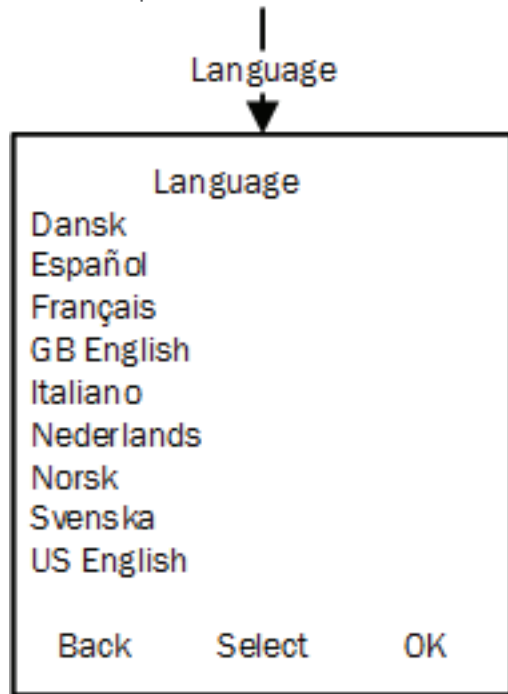 Language
Language
Dansk
Español
Français
GB English
Italiano
Nederlands
Norsk
Svenska
US English
Back Select OK